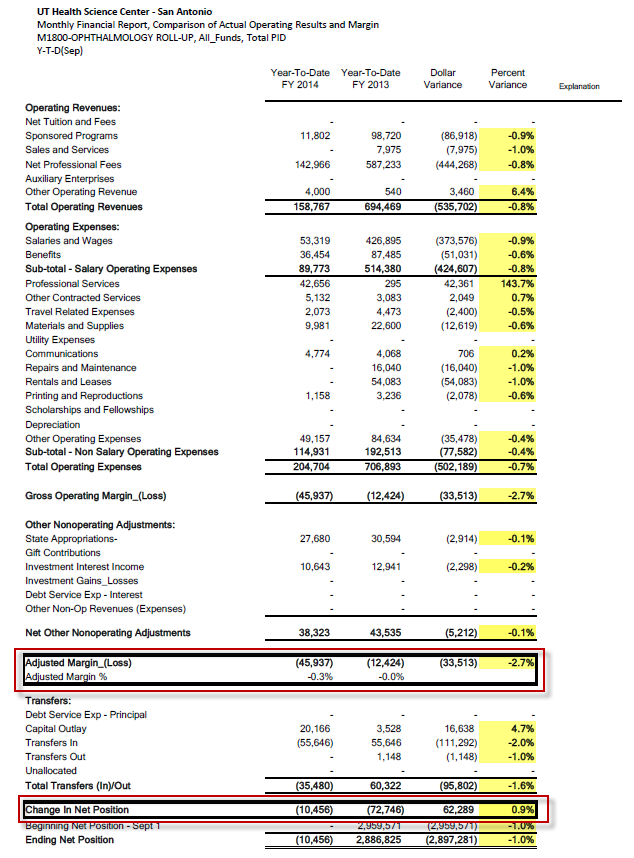 UT Health Science Center - San Antonio
Monthly Financial Report, Comparison of Actual Operating Results and Margin
M1800-OPHTHALMOLOGY ROLL-UP, All_Funds, Total PID
Y-T-D(Sep)
Year-To-Date Year-To-Date Dollar Percent
FY 2014 FY 2013 Variance Variance Explanation
Operating Revenues:
Net Tuition and Fees - - - -
Sponsored Programs 11,802 98,720 (86,918) -0.9%
Sales and Services - 7,975 (7,975) -1.0%
Net Professional Fees 142,966 587,233 (444,268) -0.8%
Auxiliary Enterprises - - - -
Other Operating Revenue 4,000 540 3,460 6.4%
Total Operating Revenues 158,767 694,469 (535,702) -0.8%
Operating Expenses:
Salaries and Wages 53,319 426,895 (373,576) -0.9%
Benefits 36,454 87,485 (51,031) -0.6%
Sub-total - Salary Operating Expenses 89,773 514,380 (424,607) -0.8%
Professional Services 42,656 295 42,361 143.7%
Other Contracted Services 5,132 3,083 2,049 0.7%
Travel Related Expenses 2,073 4,473 (2,400) -0.5%
Materials and Supplies 9,981 22,600 (12,619) -0.6%
Utility Expenses - - - -
Communications 4,774 4,068 706 0.2%
Repairs and Maintenance - 16,040 (16,040) -1.0%
Rentals and Leases - 54,083 (54,083) -1.0%
Printing and Reproductions 1,158 3,236 (2,078) -0.6%
Scholarships and Fellowships - - - -
Depreciation - - - -
Other Operating Expenses 49,157 84,634 (35,478) -0.4%
Sub-total - Non Salary Operating Expenses 114,931 192,513 (77,582) -0.4%
Total Operating Expenses 204,704 706,893 (502,189) -0.7%
Gross Operating Margin_(Loss) (45,937) (12,424) (33,513) -2.7%
Other Nonoperating Adjustments:
State Appropriations- 27,680 30,594 (2,914) -0.1%
Gift Contributions - - - -
Investment Interest Income 10,643 12,941 (2,298) -0.2%
Investment Gains_Losses - - - -
Debt Service Exp - Interest - - - -
Other Non-Op Revenues (Expenses) - - - -
Net Other Nonoperating Adjustments 38,323 43,535 (5,212) -0.1%
Adjusted Margin_(Loss) (45,937) (12,424) (33,513) -2.7%
Adjusted Margin % -0.3% -0.0%
Transfers:
Debt Service Exp - Principal - - - -
Capital Outlay 20,166 3,528 16,638 4.7%
Transfers In (55,646) 55,646 (111,292) -2.0%
Transfers Out - 1,148 (1,148) -1.0%
Unallocated - - - -
Total Transfers (In)/Out (35,480) 60,322 (95,802) -1.6%
Change In Net Position (10,456) (72,746) 62,289 0.9%
Beginning Net Position - Sept 1 - 2,959,571 (2,959,571) -1.0%
Ending Net Position (10,456) 2,886,825 (2,897,281) -1.0%